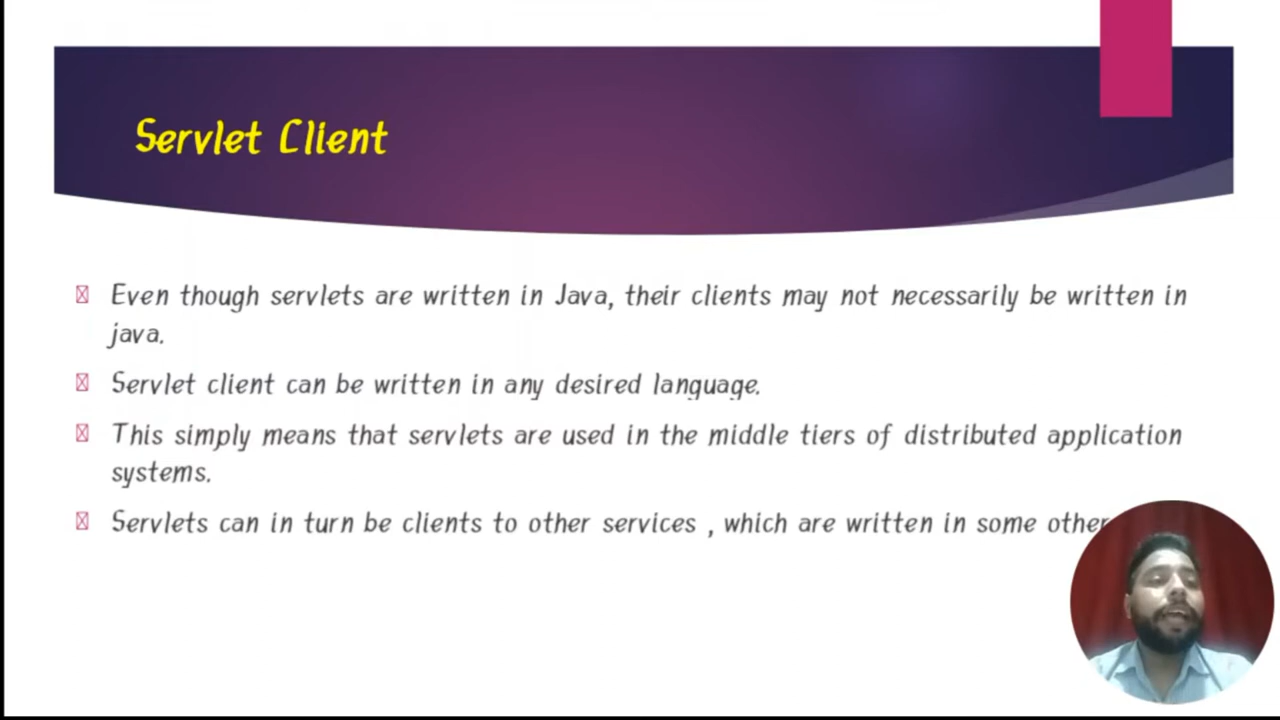 Servlet Client
Even though servlets are written in Java, their clients may not necessarily be written in
java.
Servlet client can be written in any desired language.
This simply means that servlets are used in the middle tiers of distributed application
systems.
Servlets can in turn be clients to other services , which are written in some other